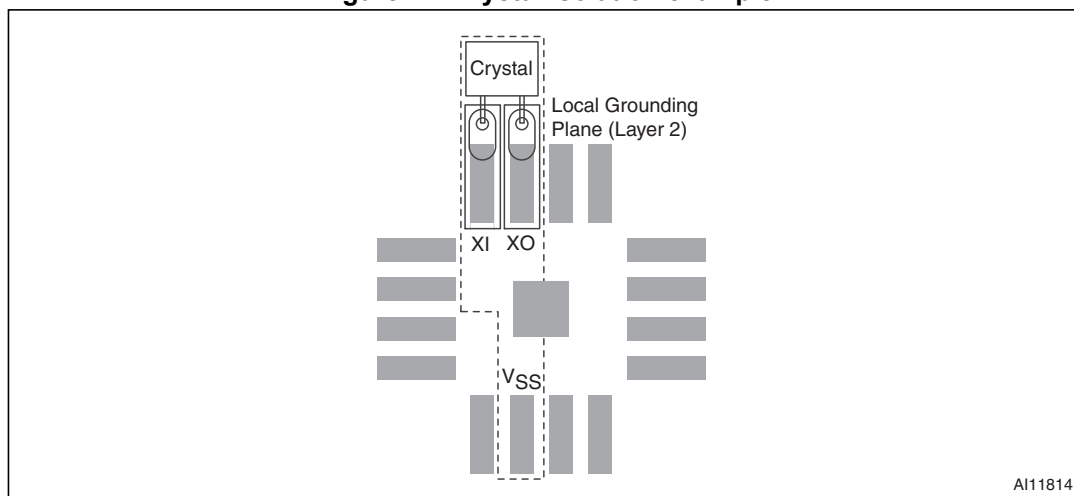 Crystal
Local Grounding
Plane (Layer 2)
XI XO
VSS
AI11814